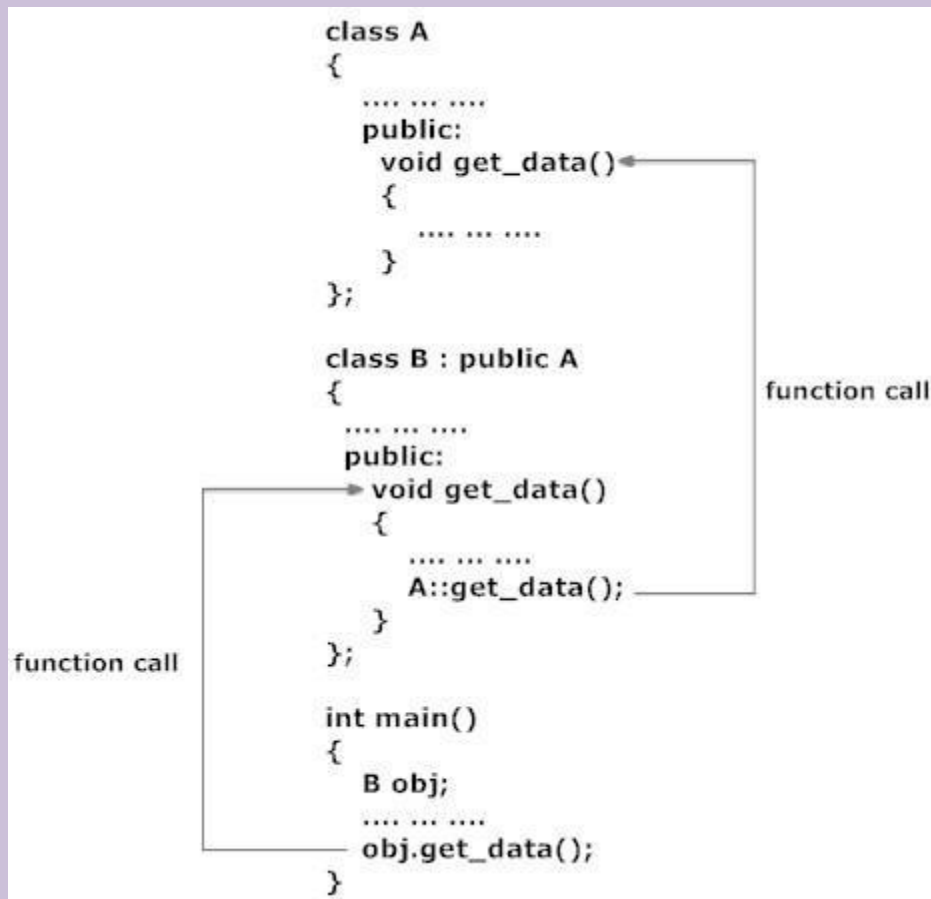 class A
{
.... ... ....
public:
void get_data()
{
.... ... ....
}
};
class B : public A
{
function call
.... ... ....
public:
void get_data()
{
.... ... ....
A::get_data();
}
};
function call
int main()
{
B obj;
.... ... ....
obj.get_data();
}